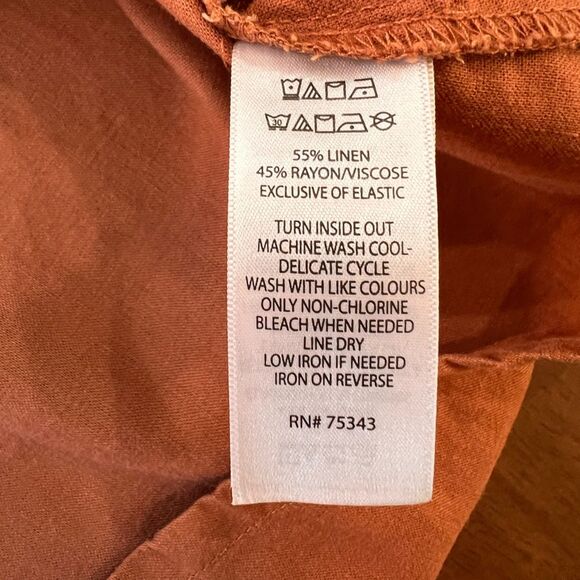 30
55% LINEN
45% RAYON/VISCOSE
EXCLUSIVE OF ELASTIC
TURN INSIDE OUT
MACHINE WASH COOL-
DELICATE CYCLE
WASH WITH LIKE COLOURS
ONLY NON-CHLORINE
BLEACH WHEN NEEDED
LINE DRY
LOW IRON IF NEEDED
IRON ON REVERSE
RN# 75343